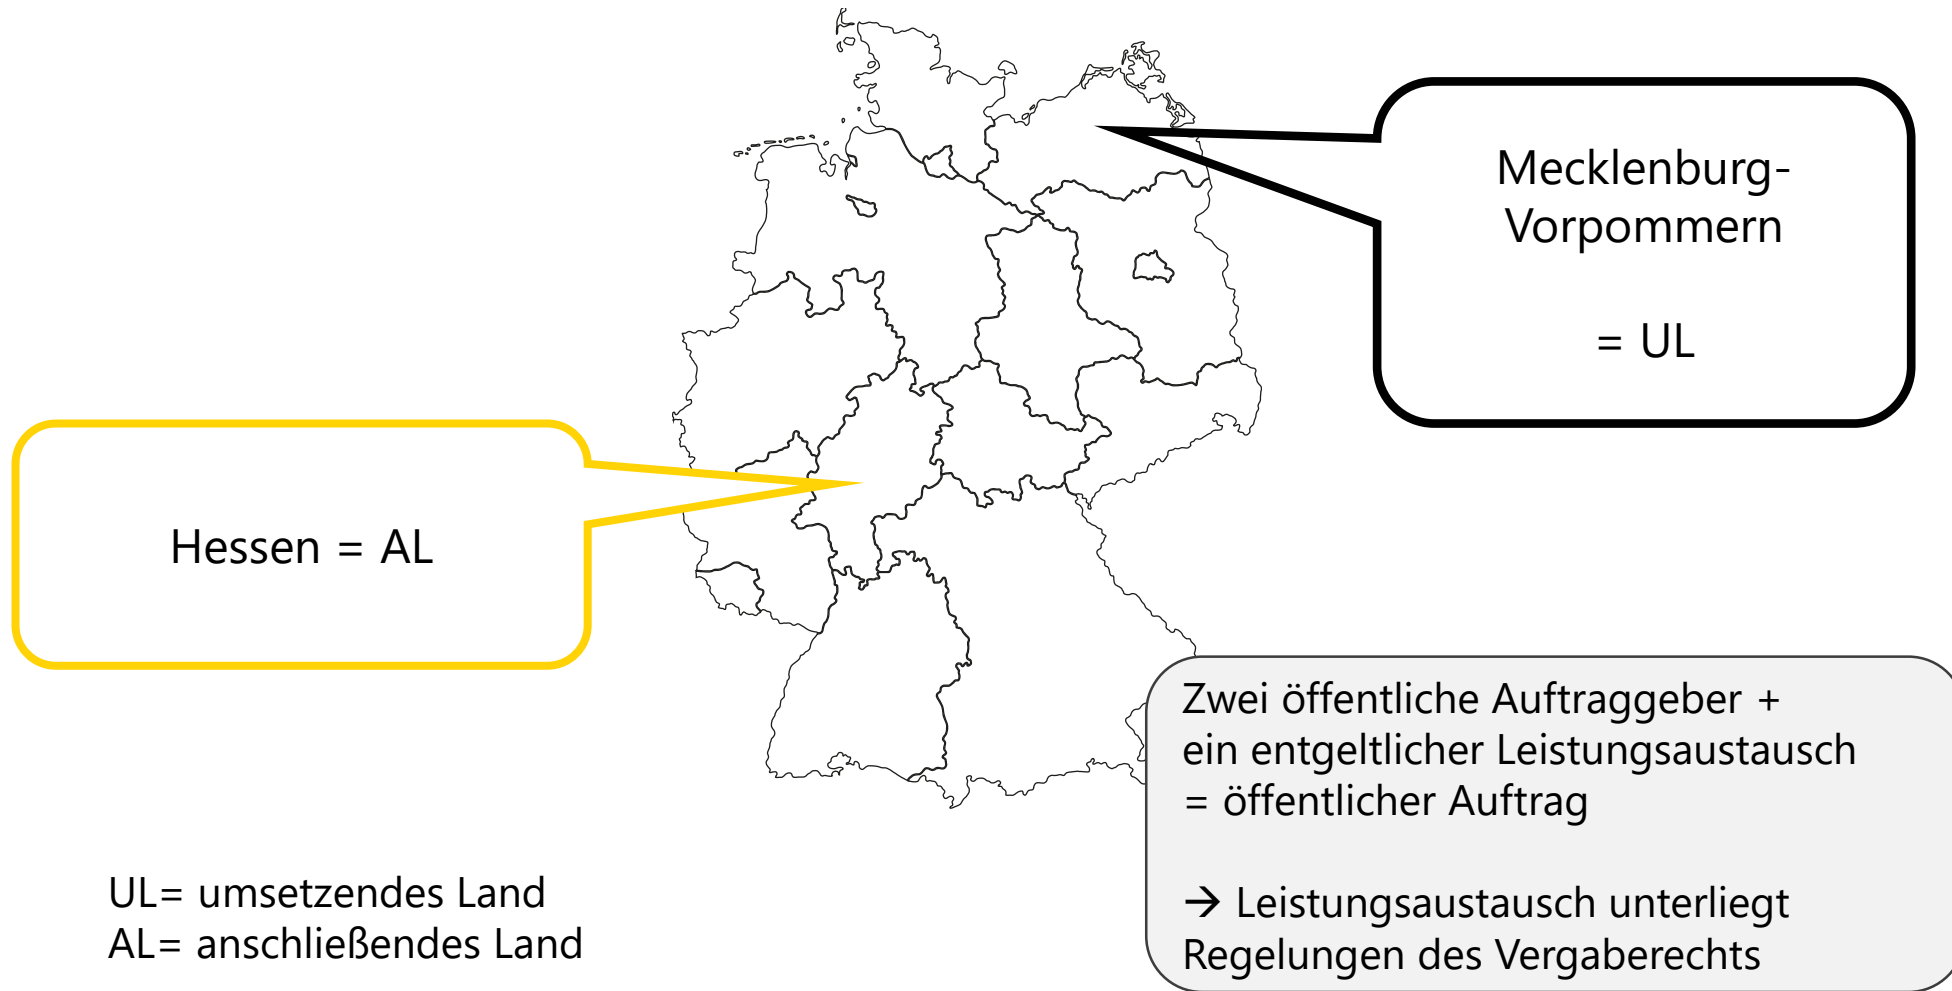 Mecklenburg-
Vorpommern
= UL
Hessen = AL
Zwei öffentliche Auftraggeber +
ein entgeltlicher Leistungsaustausch
= öffentlicher Auftrag
→ Leistungsaustausch unterliegt
Regelungen des Vergaberechts
UL= umsetzendes Land
AL= anschließendes Land